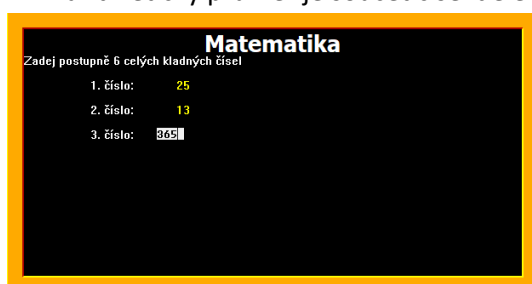 Matematika
Zadej postupně 6 celých kladných čísel
1. číslo: 25
2. číslo: 13
3. číslo: 365